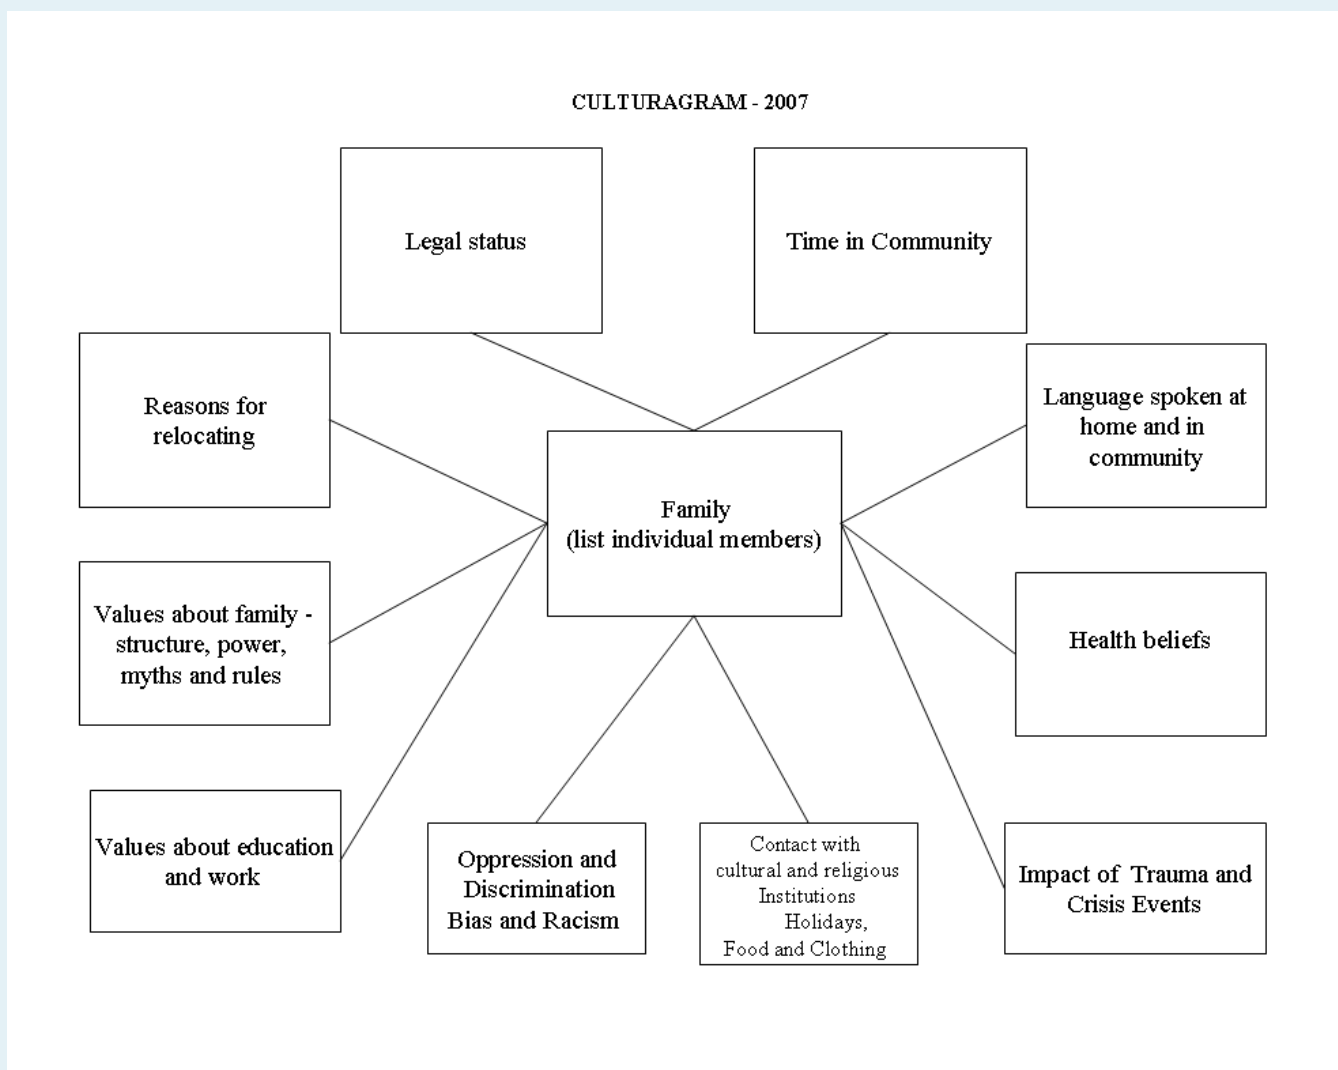 CULTURAGRAM - 2007
Legal status
Time in Community
Reasons for
relocating
Language spoken at
home and in
community
Family
(list individual members)
Values about family -
structure, power,
myths and rules
Health beliefs
Values about education
and work
Oppression and
Discrimination
Bias and Racism
Contact with
cultural and religious
Institutions
Holidays,
Food and Clothing
Impact of Trauma and
Crisis Events